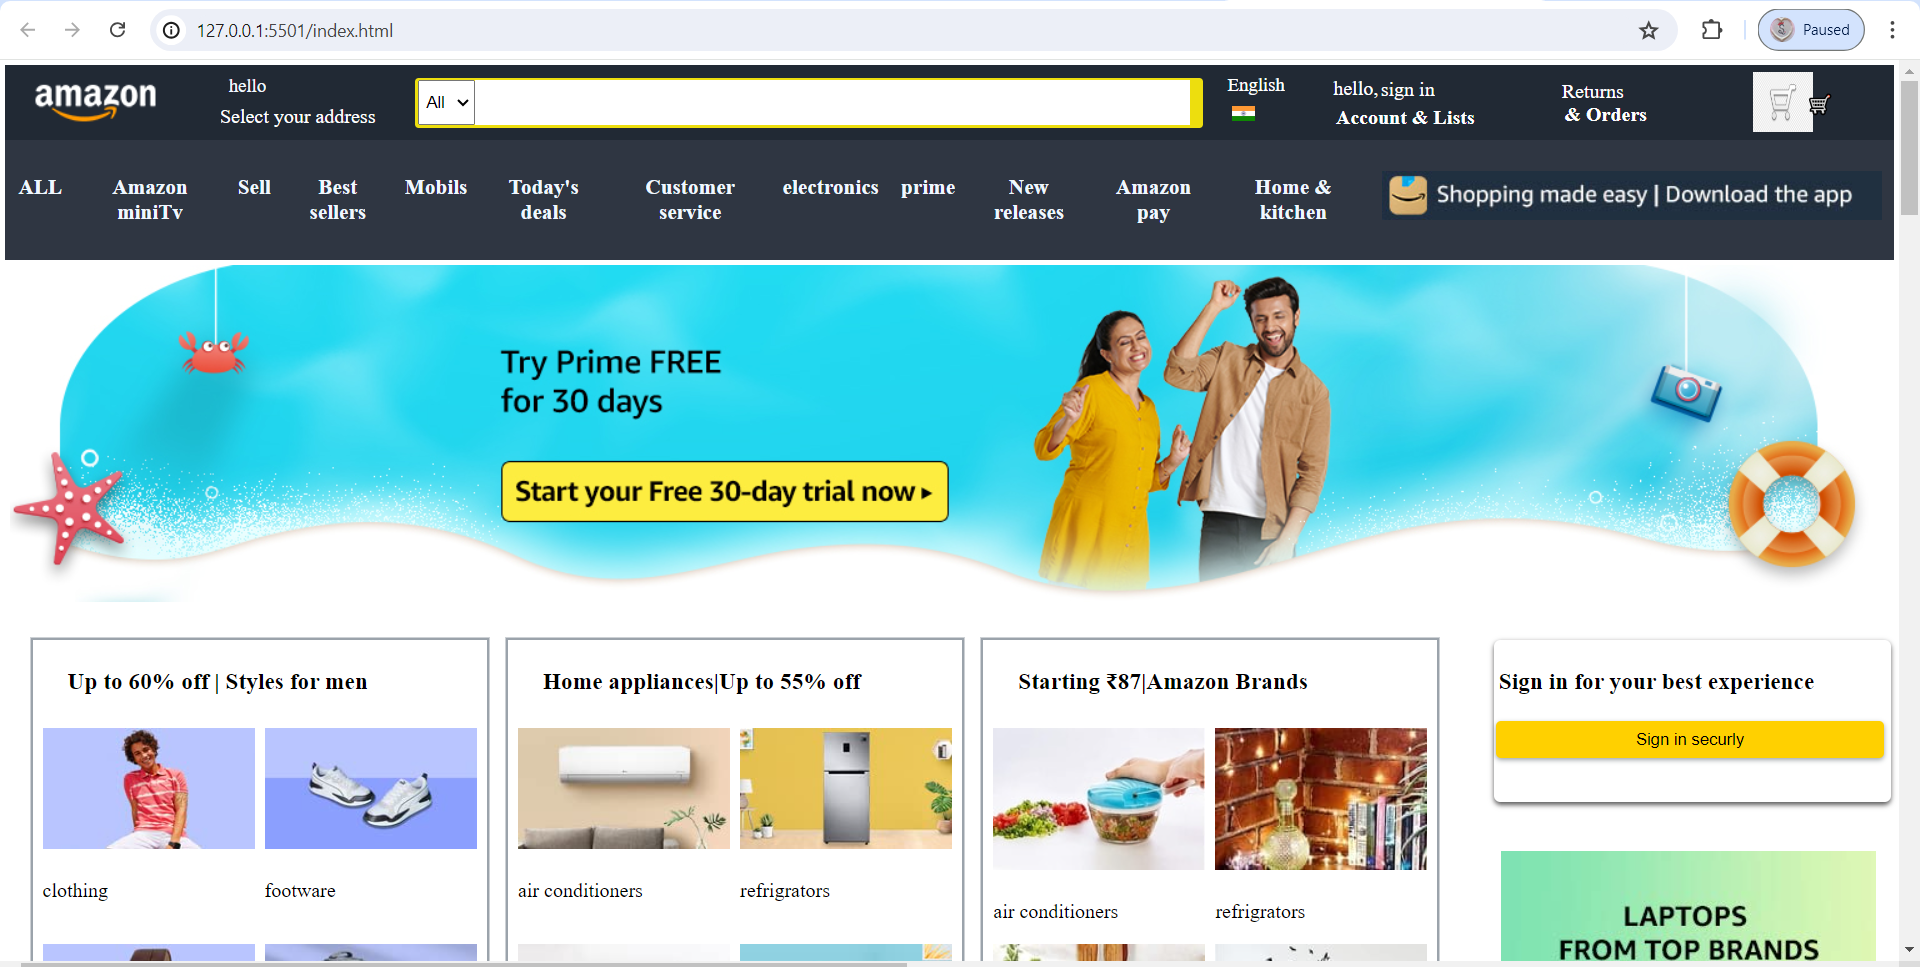 127.0.0.1:5501/index.html
Paused
amazon
hello
Select your address
All
English
hello, sign in
Account & Lists
Returns
& Orders
ALL
Amazon
miniTv
Sell
Best
sellers
Mobils
Today's
deals
Customer
service
electronics
prime
New
releases
Amazon
pay
Home &
kitchen
Shopping made easy | Download the app
Try Prime FREE
for 30 days
Start your Free 30-day trial now ▸
Up to 60% off | Styles for men
Home appliances|Up to 55% off
Starting ₹87|Amazon Brands
Sign in for your best experience
Sign in securly
clothing
footware
air conditioners
refrigrators
air conditioners
refrigrators
LAPTOPS
FROM TOP BRANDS